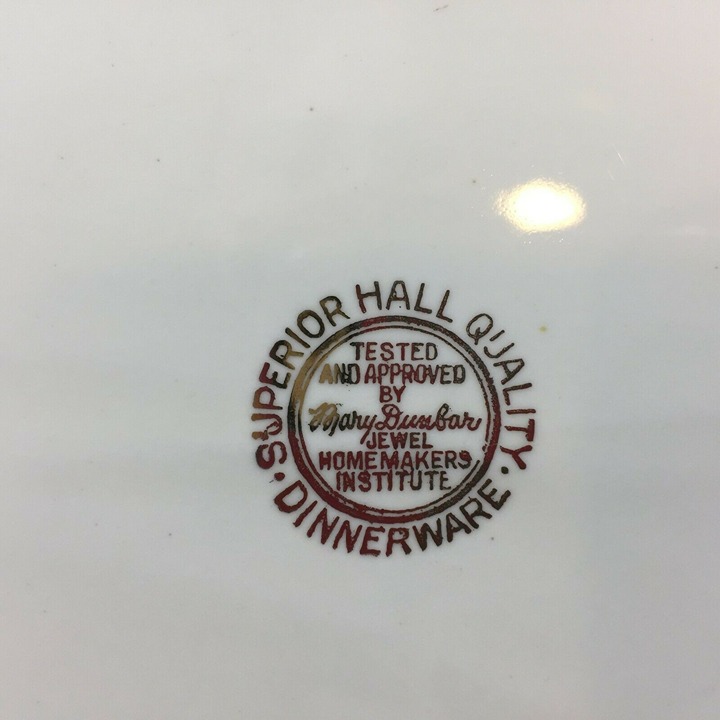 SUPERIOR HALL QUALITY
TESTED
AND APPROVED
BY
Mary Dunbar
JEWEL
HOMEMAKERS
INSTITUTE
· DINNERWARE ·